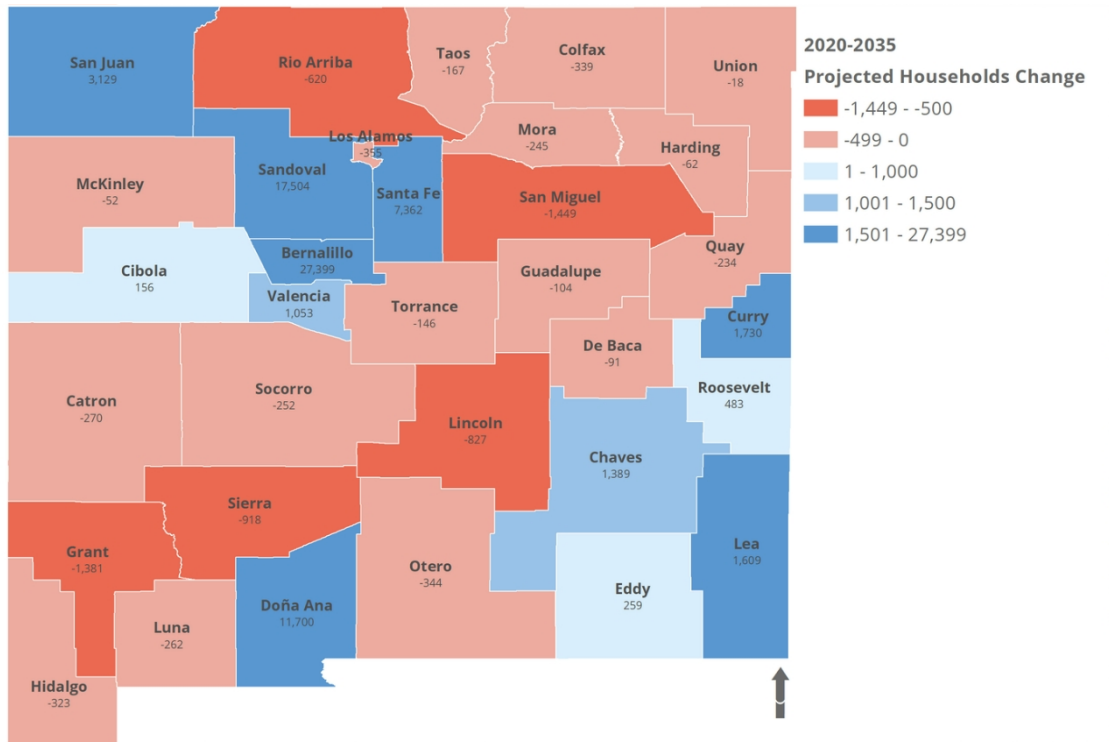 2020-2035
Projected Households Change
-1,449 - -500
-499 - 0
1 - 1,000
1,001 - 1,500
1,501 - 27,399
San Juan
3,129
Rio Arriba
-620
Taos
-167
Colfax
-339
Union
-18
Los Alamos
-355
Mora
-245
Harding
-62
McKinley
-52
Sandoval
17,504
Santa Fe
7,362
San Miguel
-1,449
Quay
-234
Cibola
156
Bernalillo
27,399
Valencia
1,053
Torrance
-146
Guadalupe
-104
Curry
1,730
De Baca
-91
Roosevelt
483
Catron
-270
Socorro
-252
Lincoln
-827
Chaves
1,389
Sierra
-918
Grant
-1,381
Otero
-344
Lea
1,609
Eddy
259
Doña Ana
11,700
Luna
-262
Hidalgo
-323